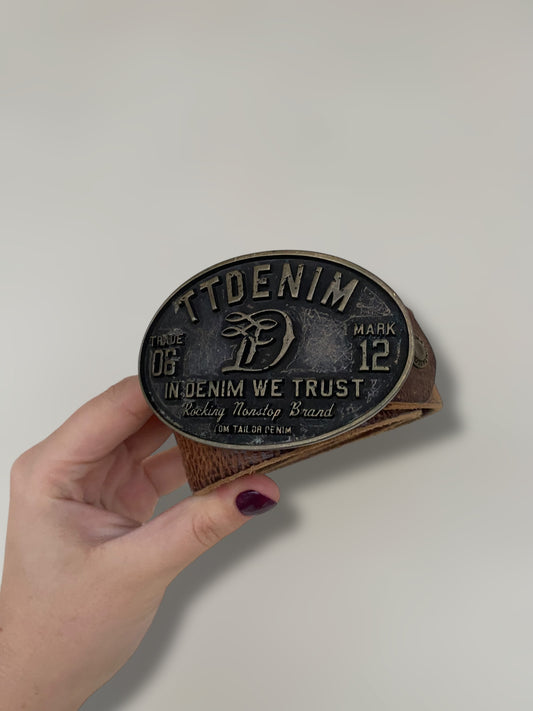 TTDENIM
TRADE MARK
06 D 12
IN DENIM WE TRUST
Rocking Nonstop Brand
TOM TAILOR DENIM